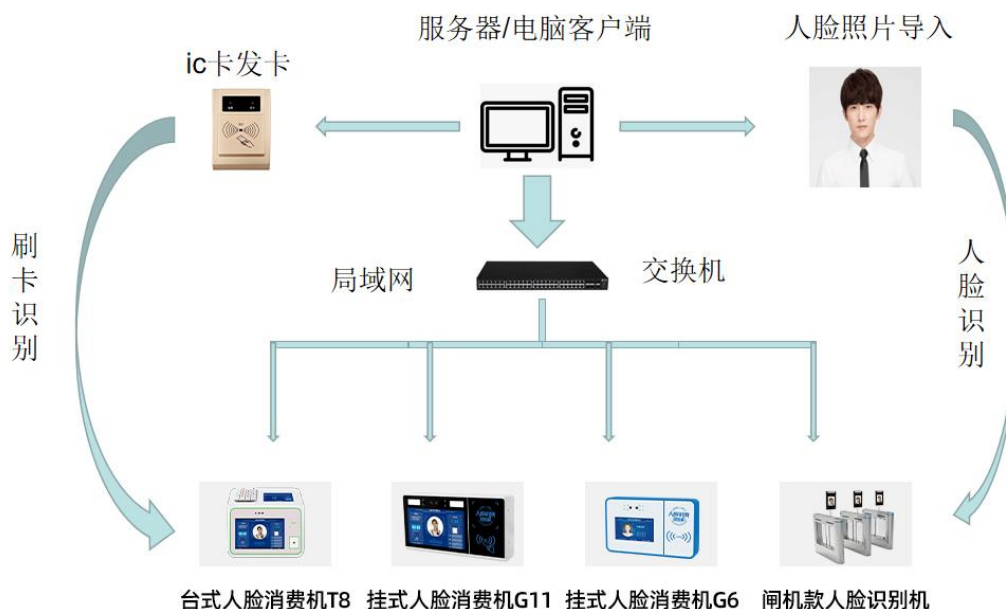 服务器/电脑客户端
人脸照片导入
ic卡发卡
刷卡识别
局域网
交换机
人脸识别
台式人脸消费机T8
挂式人脸消费机G11
挂式人脸消费机G6
闸机款人脸识别机